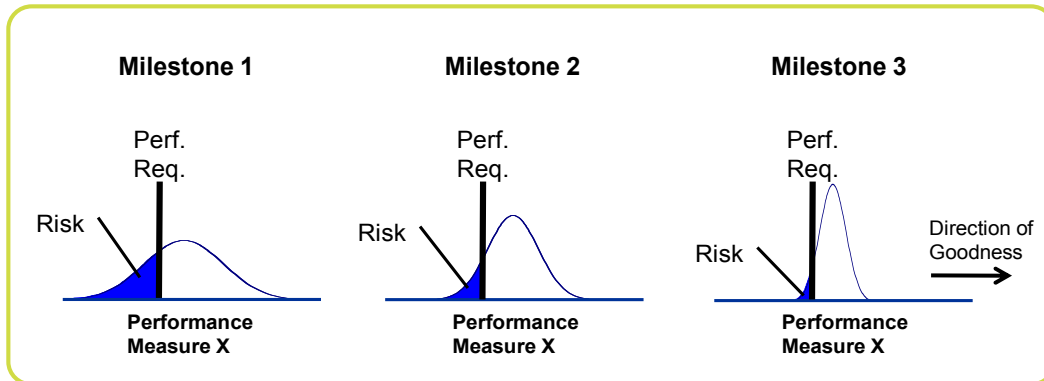 Milestone 1
Milestone 2
Milestone 3
Perf.
Req.
Risk
Performance
Measure X
Perf.
Req.
Risk
Performance
Measure X
Perf.
Req.
Risk
Performance
Measure X
Direction of
Goodness